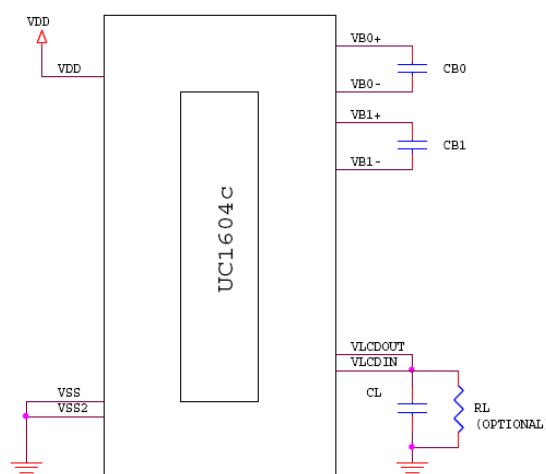 VDD
VDD
VB0+
CB0
VB0-
VB1+
CB1
VB1-
UC1604c
VLCDOUT
VLCDIN
CL
RL
(OPTIONAL)
VSS
VSS2